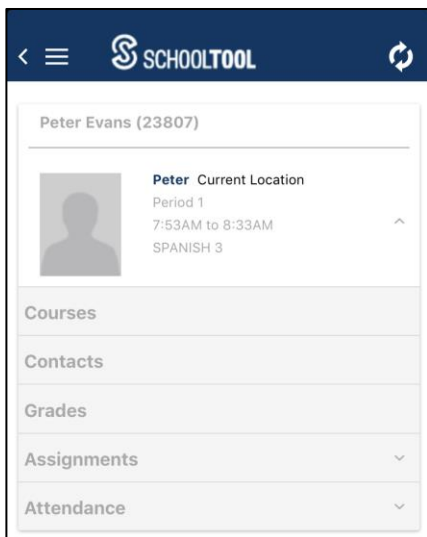 SCHOOLTOOL
Peter Evans (23807)
Peter Current Location
Period 1
7:53AM to 8:33AM
SPANISH 3
Courses
Contacts
Grades
Assignments
Attendance